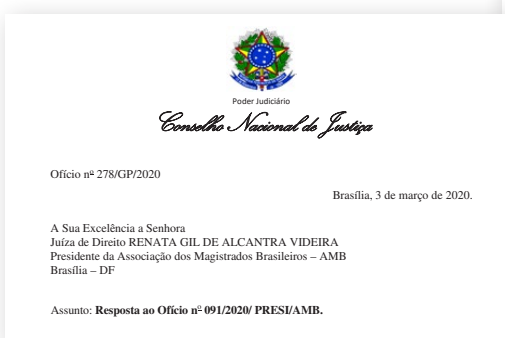 Poder Judiciário
Conselho Nacional de Justiça
Ofício nº 278/GP/2020
Brasília, 3 de março de 2020.
A Sua Excelência a Senhora
Juíza de Direito RENATA GIL DE ALCANTRA VIDEIRA
Presidente da Associação dos Magistrados Brasileiros – AMB
Brasília – DF
Assunto: Resposta ao Ofício nº 091/2020/ PRESI/AMB.